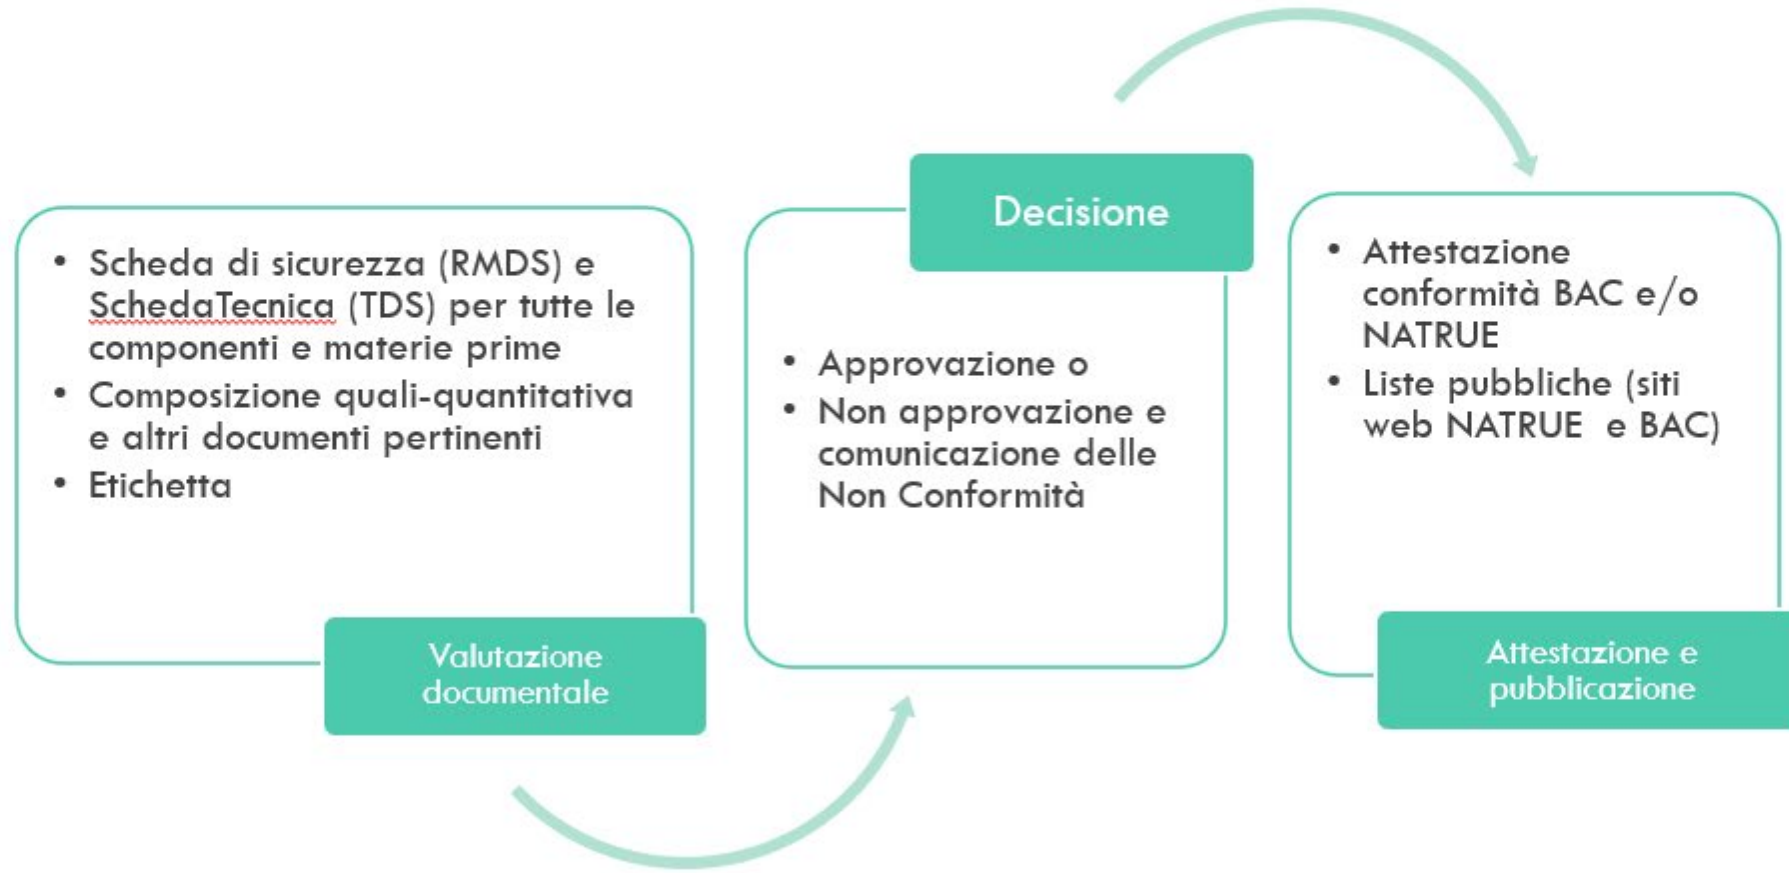 • Scheda di sicurezza (RMDS) e
SchedaTecnica (TDS) per tutte le
componenti e materie prime
• Composizione quali-quantitativa
e altri documenti pertinenti
• Etichetta
Valutazione
documentale
Decisione
• Approvazione o
• Non approvazione e
comunicazione delle
Non Conformità
• Attestazione
conformità BAC e/o
NATRUE
• Liste pubbliche (siti
web NATRUE  e BAC)
Attestazione e
pubblicazione